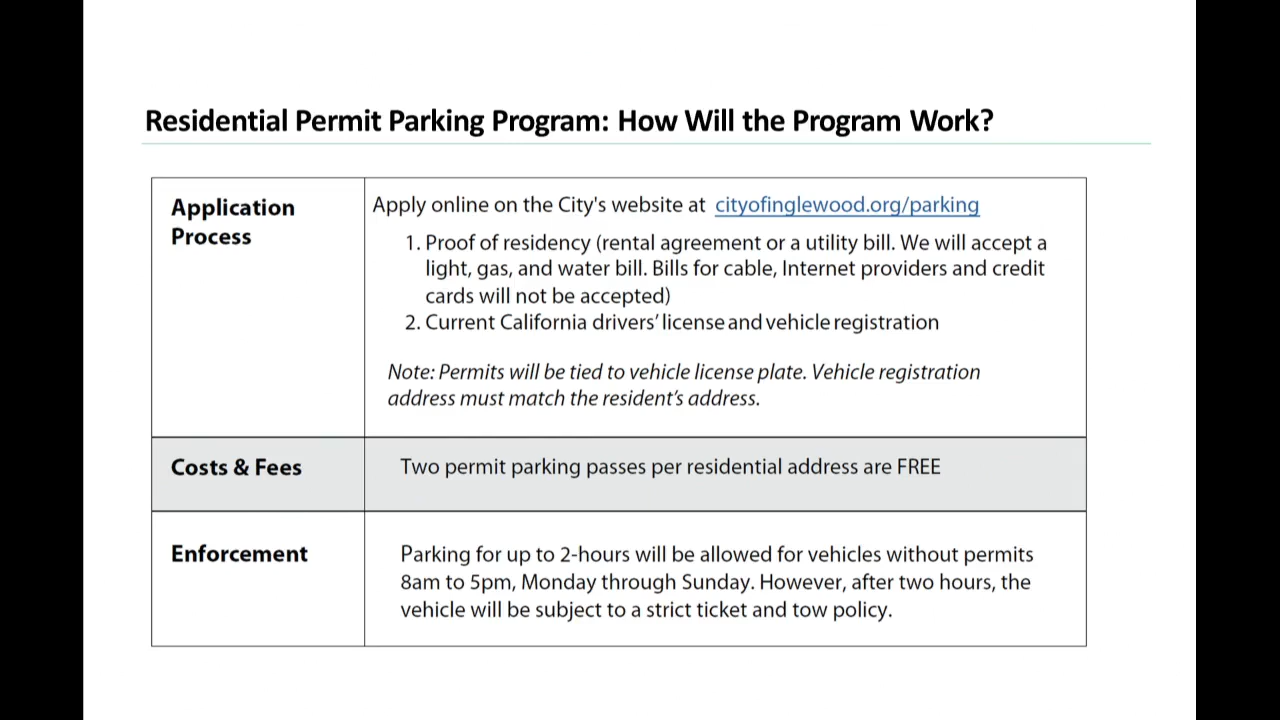 Residential Permit Parking Program: How Will the Program Work?
Application
Process
Apply online on the City's website at cityofinglewood.org/parking
1. Proof of residency (rental agreement or a utility bill. We will accept a
light, gas, and water bill. Bills for cable, Internet providers and credit
cards will not be accepted)
2. Current California drivers' license and vehicle registration
Note: Permits will be tied to vehicle license plate. Vehicle registration
address must match the resident's address.
Costs & Fees
Two permit parking passes per residential address are FREE
Enforcement
Parking for up to 2-hours will be allowed for vehicles without permits
8am to 5pm, Monday through Sunday. However, after two hours, the
vehicle will be subject to a strict ticket and tow policy.